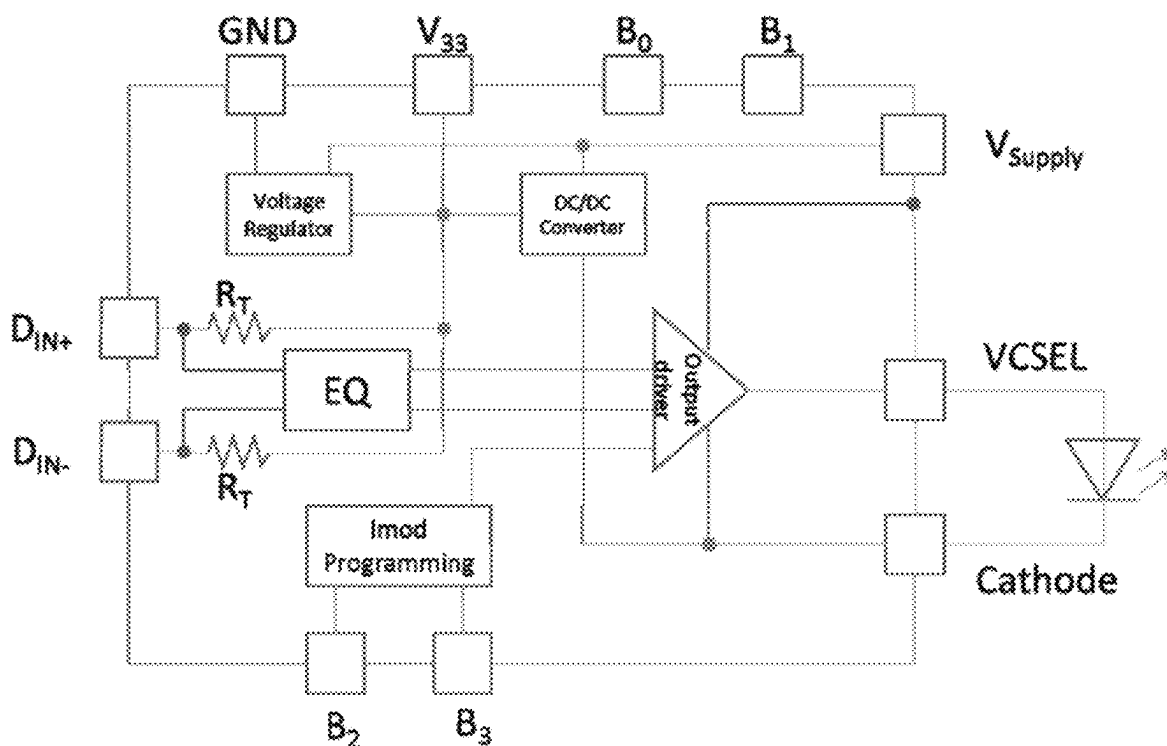 GND
V33
B0
B1
VSupply
Voltage
Regulator
DC/DC
Converter
RT
DIN+
EQ
Output
driver
VCSEL
DIN-
RT
Imod
Programming
Cathode
B2
B3